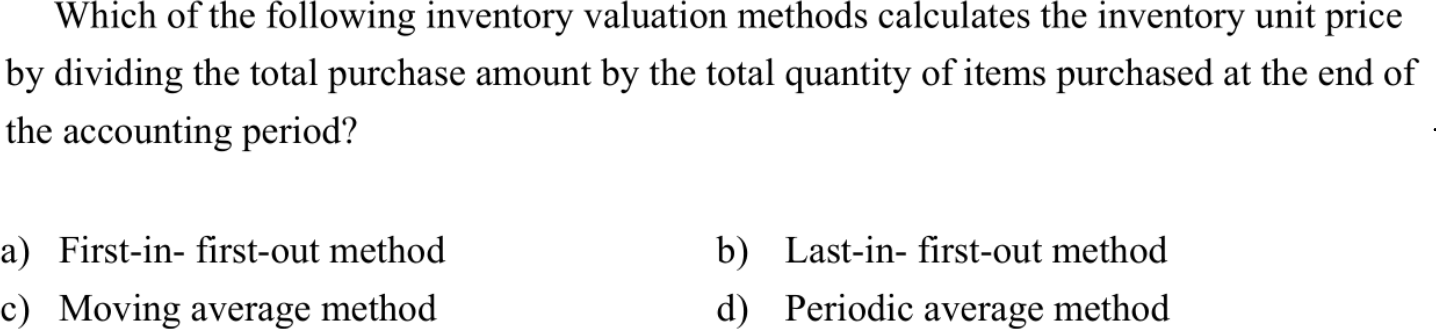 Which of the following inventory valuation methods calculates the inventory unit price
by dividing the total purchase amount by the total quantity of items purchased at the end of
the accounting period?
a) First-in- first-out method b) Last-in- first-out method
c) Moving average method d) Periodic average method